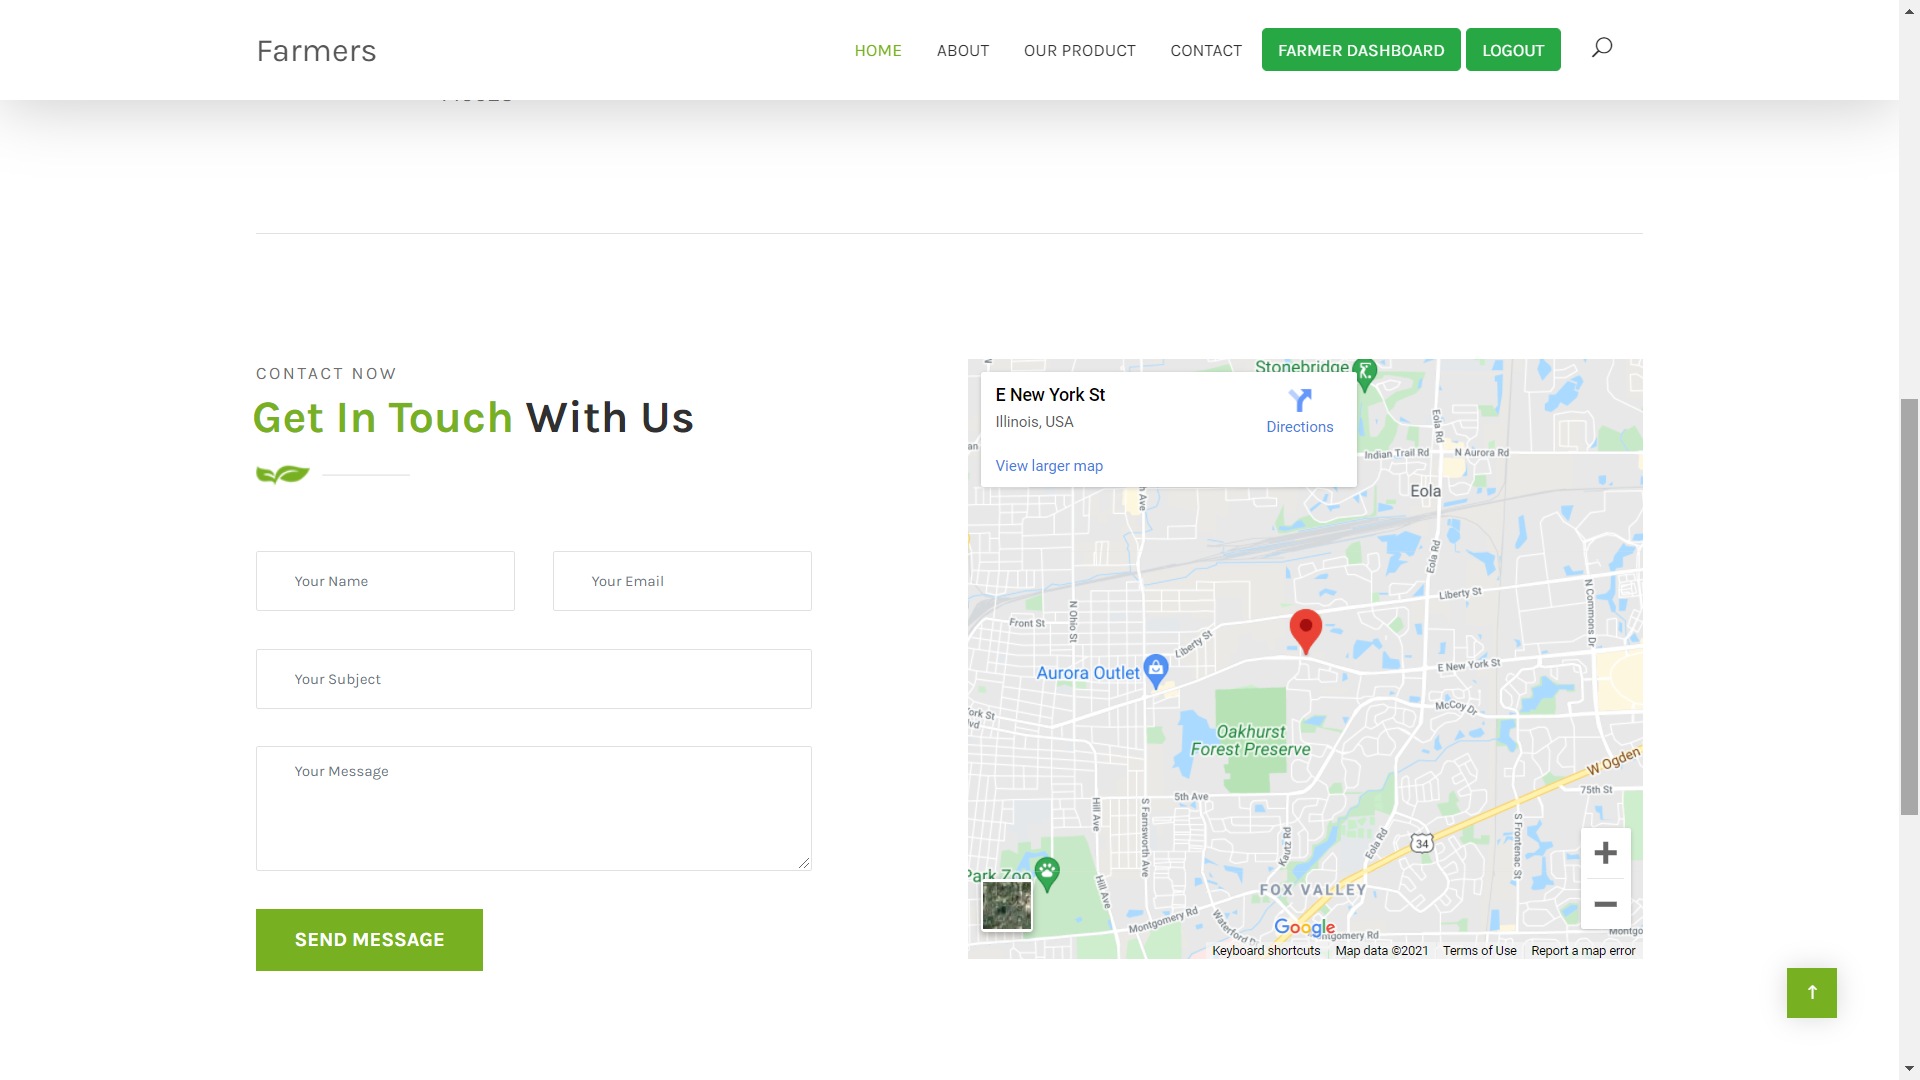 Farmers
HOME ABOUT OUR PRODUCT CONTACT FARMER DASHBOARD LOGOUT
CONTACT NOW
Get In Touch With Us
Your Name
Your Email
Your Subject
Your Message
SEND MESSAGE
Stonebridge
E New York St
Illinois, USA
Directions
View larger map
Eola Rd
Indian Trail Rd
N Aurora Rd
Eola
Eola Rd
Liberty St
N Commons Dr
N Ohio St
Front St
Liberty St
E New York St
Aurora Outlet
McCoy Dr
York St
Oakhurst
Forest Preserve
W Ogden
75th St
5th Ave
Hill Ave
S Farnsworth Ave
Kautz Rd
Eola Rd
34
S Frontenac St
Park Zoo
Hill Ave
FOX VALLEY
Montgomery Rd
Waterford Dr
Google
Keyboard shortcuts Map data ©2021 Terms of Use Report a map error